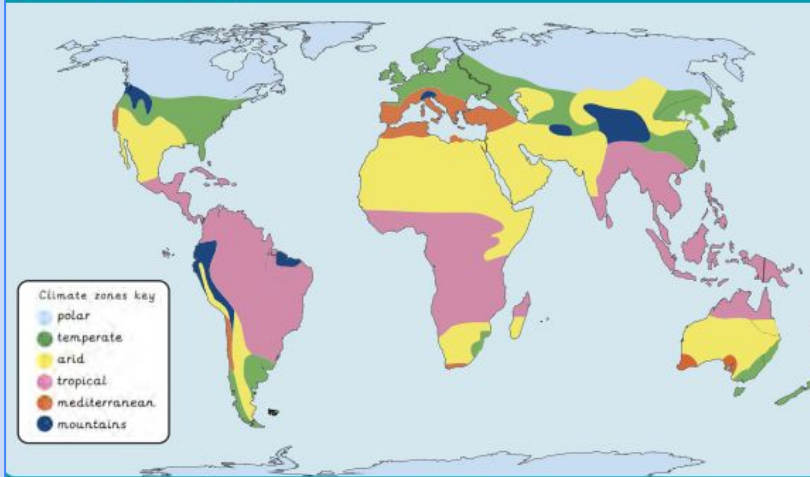 Climate zones key
polar
temperate
arid
tropical
mediterranean
mountains